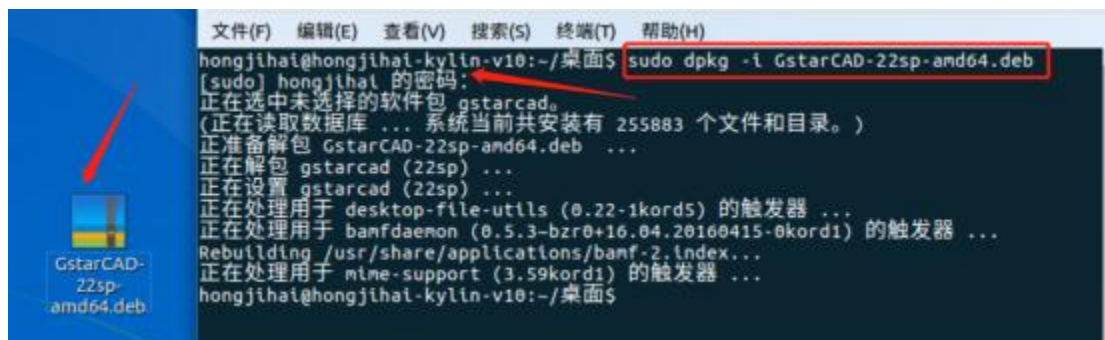 文件(F) 编辑(E) 查看(V) 搜索(S) 终端(T) 帮助(H)
hongjihai@hongjihai-kylin-v10:~/桌面$ sudo dpkg -i GstarCAD-22sp-amd64.deb
[sudo] hongjihai 的密码:
正在选中未选择的软件包 gstarcad。
(正在读取数据库 ... 系统当前共安装有 255883 个文件和目录。)
正准备解包 GstarCAD-22sp-amd64.deb ...
正在解包 gstarcad (22sp) ...
正在设置 gstarcad (22sp) ...
正在处理用于 desktop-file-utils (0.22-1kord5) 的触发器 ...
正在处理用于 bamfdaemon (0.5.3-bzr0+16.04.20160415-0kord1) 的触发器 ...
Rebuilding /usr/share/applications/bamf-2.index...
正在处理用于 mime-support (3.59kord1) 的触发器 ...
hongjihai@hongjihai-kylin-v10:~/桌面$
GstarCAD-
22sp-
amd64.deb